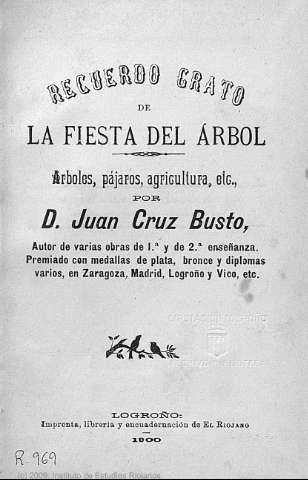 RECUERDO GRATO
DE
LA FIESTA DEL ÁRBOL
Árboles, pájaros, agricultura, etc.,
POR
D. Juan Cruz Busto,
Autor de varias obras de 1.ª y de 2.ª enseñanza.
Premiado con medallas de plata, bronce y diplomas
varios, en Zaragoza, Madrid, Logroño y Vico, etc.
LOGROÑO:
Imprenta, librería y encuadernación de EL RIOJANO
1900
R. 969
(c) 2009. Instituto de Estudios Riojanos